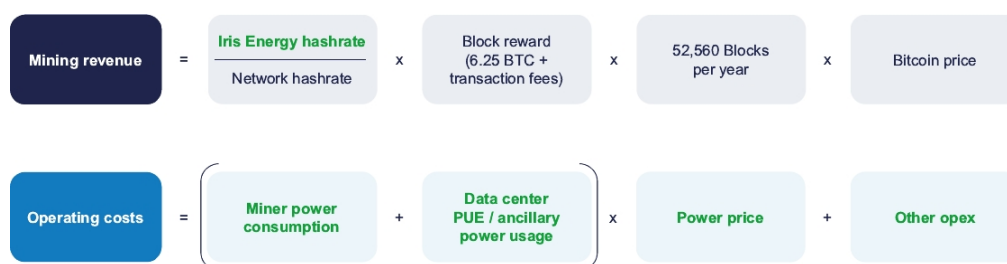 Mining revenue = Iris Energy hashrate x Block reward x 52,560 Blocks x Bitcoin price
Network hashrate (6.25 BTC + per year
transaction fees)
Operating costs = ( Miner power + Data center ) x Power price + Other opex
consumption PUE / ancillary
power usage